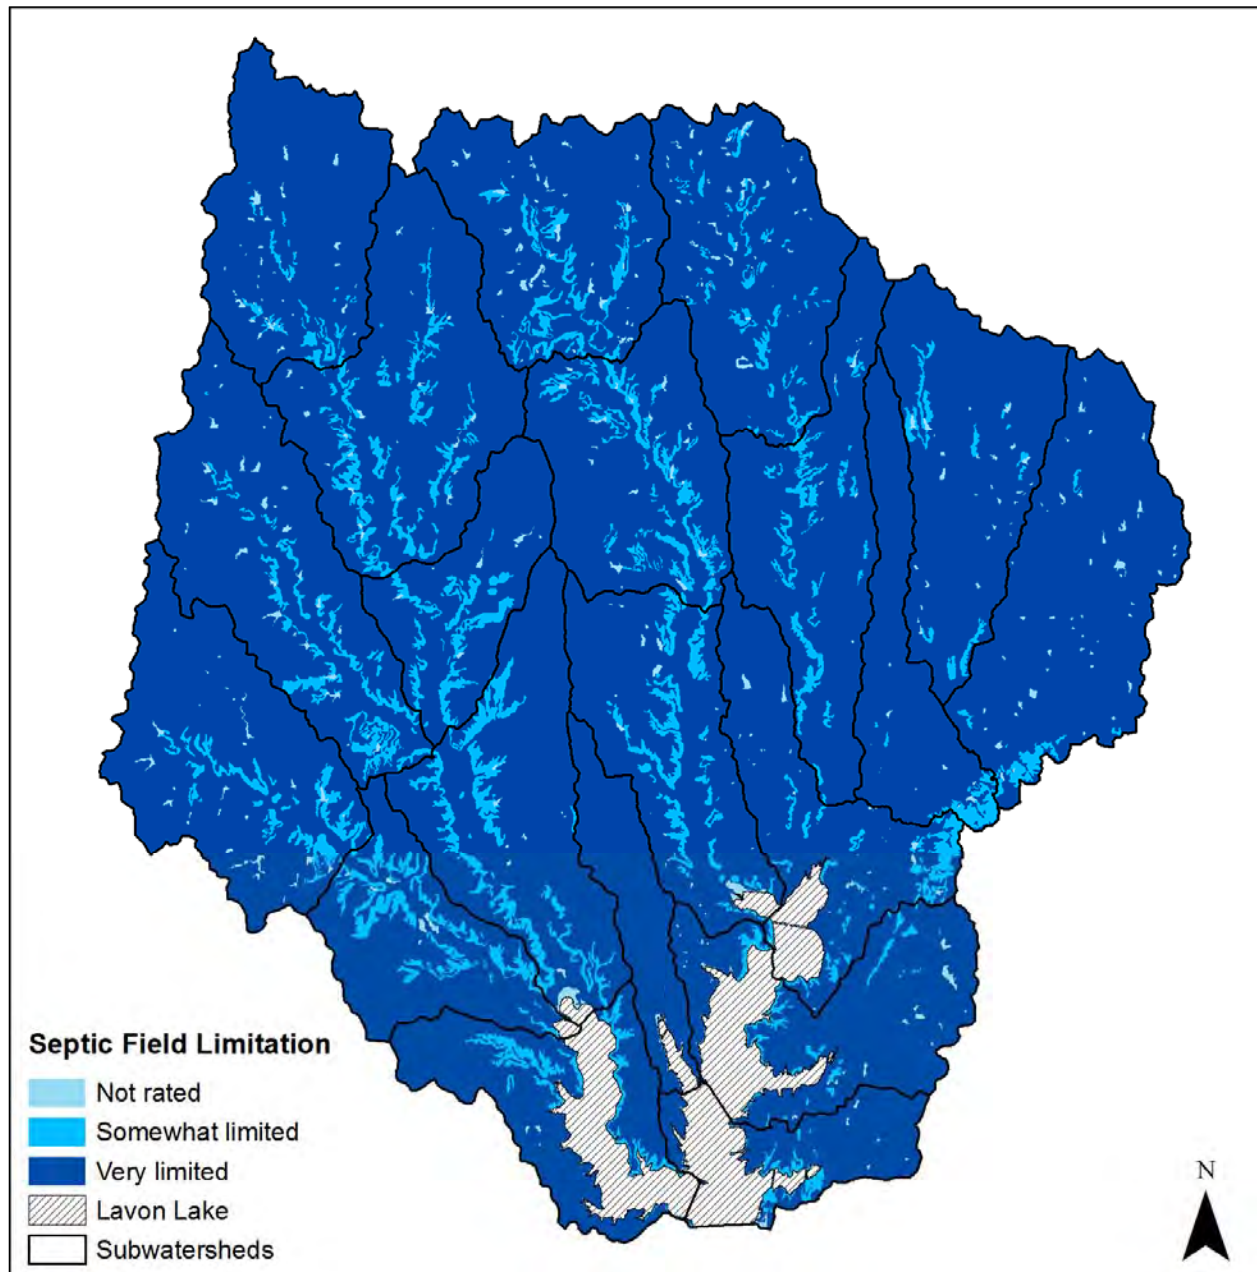 Septic Field Limitation
Not rated
Somewhat limited
Very limited
Lavon Lake
Subwatersheds
N